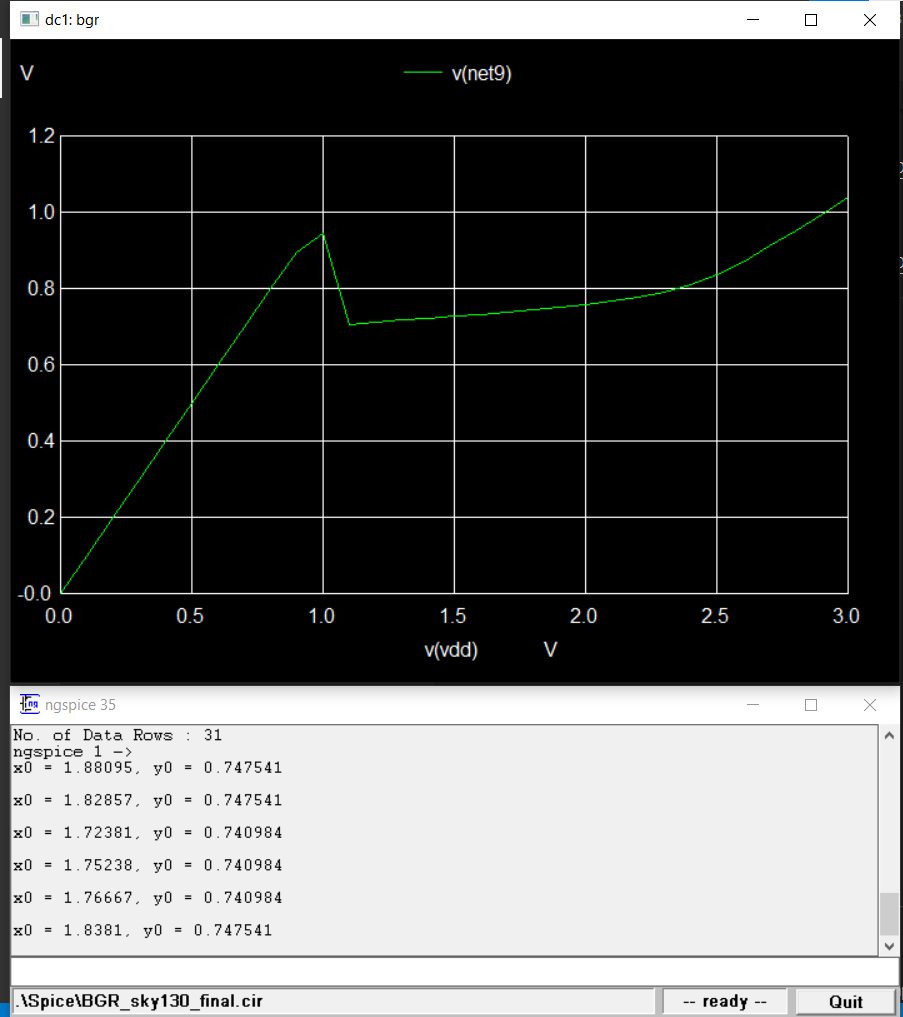 dc1: bgr
V
v(net9)
1.2
1.0
0.8
0.6
0.4
0.2
-0.0
0.0 0.5 1.0 1.5 2.0 2.5 3.0
v(vdd) V
ngspice 35
No. of Data Rows : 31
ngspice 1 ->
x0 = 1.88095, y0 = 0.747541
x0 = 1.82857, y0 = 0.747541
x0 = 1.72381, y0 = 0.740984
x0 = 1.75238, y0 = 0.740984
x0 = 1.76667, y0 = 0.740984
x0 = 1.8381, y0 = 0.747541
.\Spice\BGR_sky130_final.cir
-- ready --
Quit